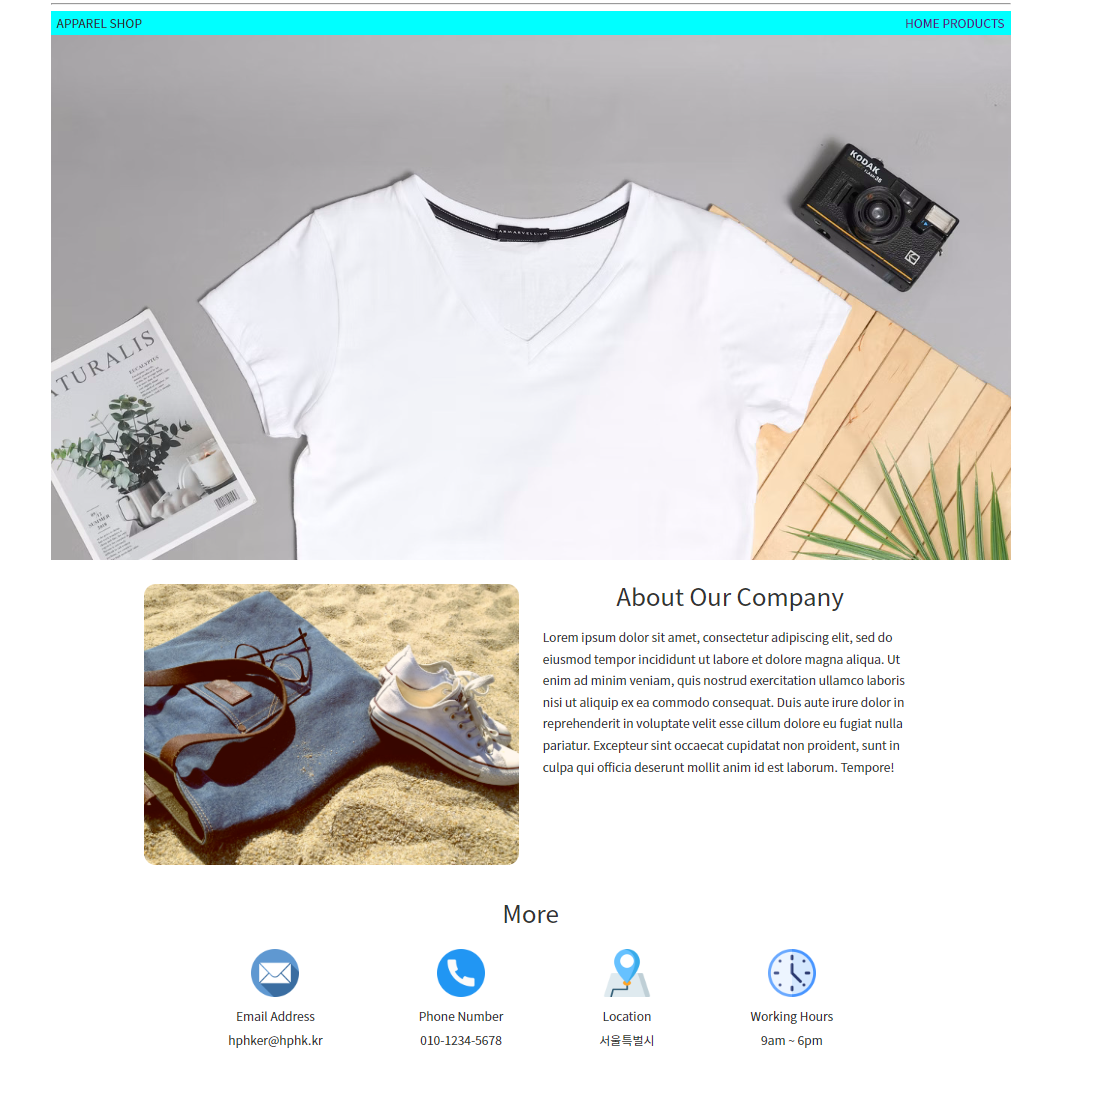 APPAREL SHOP
HOME PRODUCTS
KODAK
NATURALIS
EUCALYPTUS
About Our Company
Lorem ipsum dolor sit amet, consectetur adipiscing elit, sed do
eiusmod tempor incididunt ut labore et dolore magna aliqua. Ut
enim ad minim veniam, quis nostrud exercitation ullamco laboris
nisi ut aliquip ex ea commodo consequat. Duis aute irure dolor in
reprehenderit in voluptate velit esse cillum dolore eu fugiat nulla
pariatur. Excepteur sint occaecat cupidatat non proident, sunt in
culpa qui officia deserunt mollit anim id est laborum. Tempore!
More
Email Address
Phone Number
Location
Working Hours
hphker@hphk.kr
010-1234-5678
서울특벌시
9am ~ 6pm